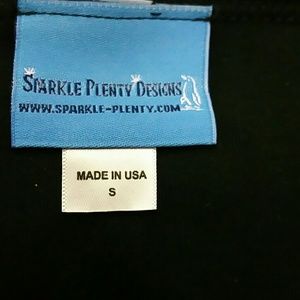 SPARKLE PLENTY DESIGNS
WWW.SPARKLE-PLENTY.COM
MADE IN USA
S